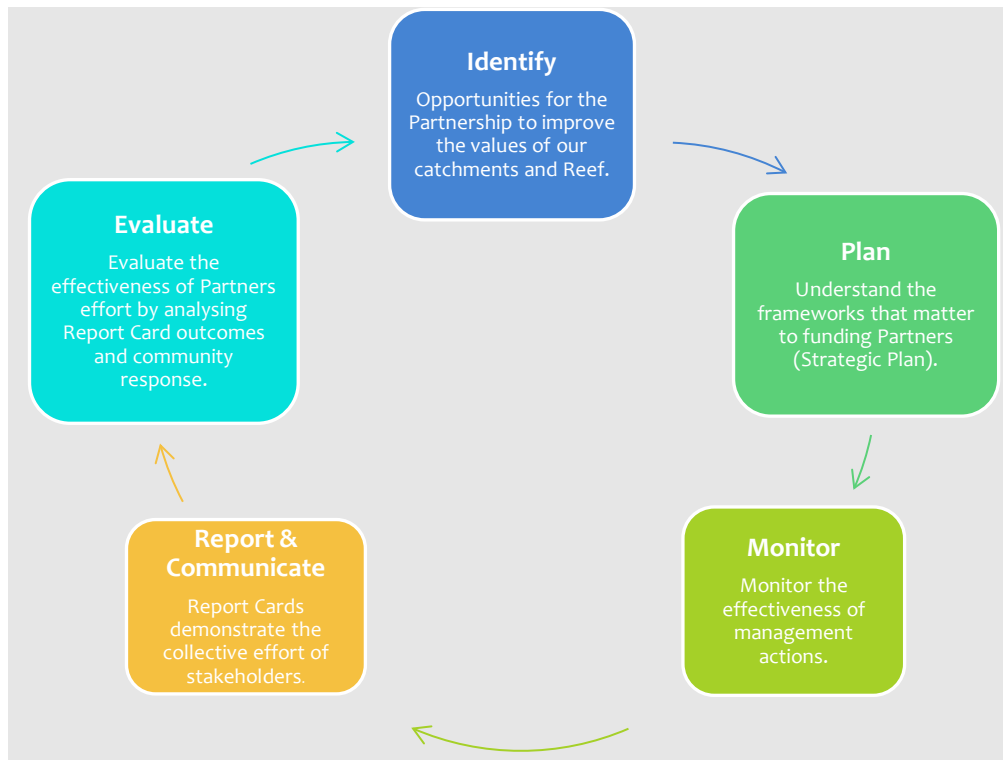 Identify
Opportunities for the
Partnership to improve
the values of our
catchments and Reef.
Plan
Understand the
frameworks that matter
to funding Partners
(Strategic Plan).
Monitor
Monitor the
effectiveness of
management
actions.
Report &
Communicate
Report Cards
demonstrate the
collective effort of
stakeholders.
Evaluate
Evaluate the
effectiveness of Partners
effort by analysing
Report Card outcomes
and community
response.